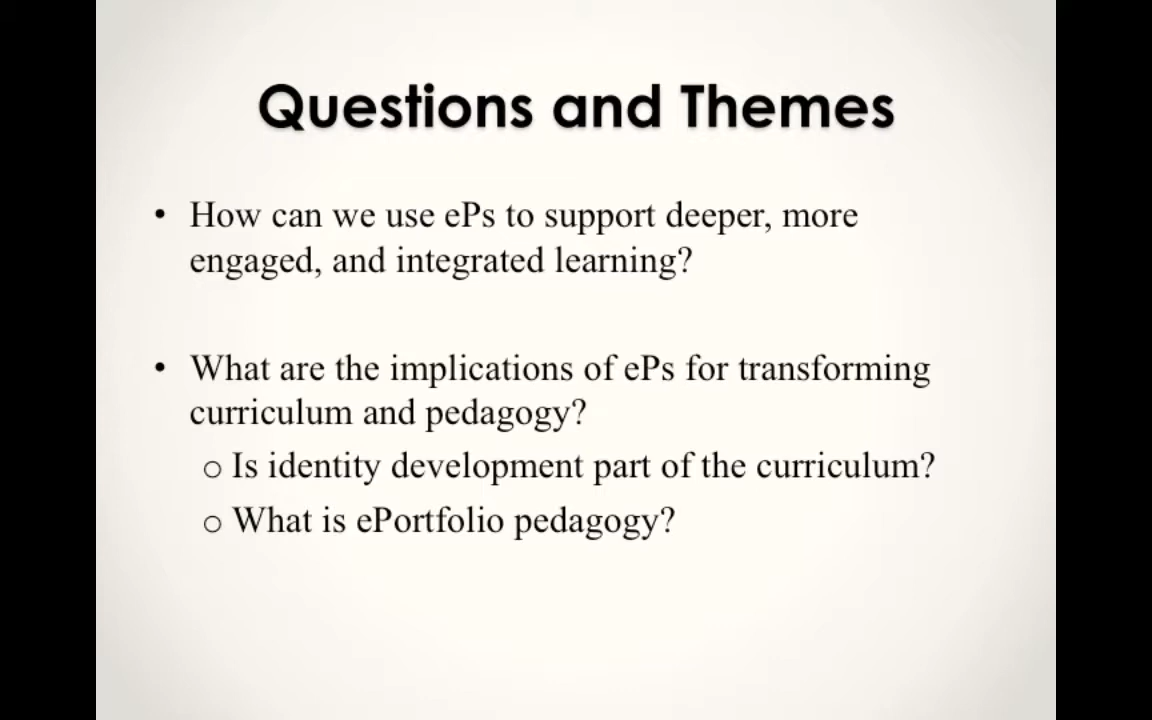 Questions and Themes
• How can we use ePs to support deeper, more
engaged, and integrated learning?
• What are the implications of ePs for transforming
curriculum and pedagogy?
o Is identity development part of the curriculum?
o What is ePortfolio pedagogy?